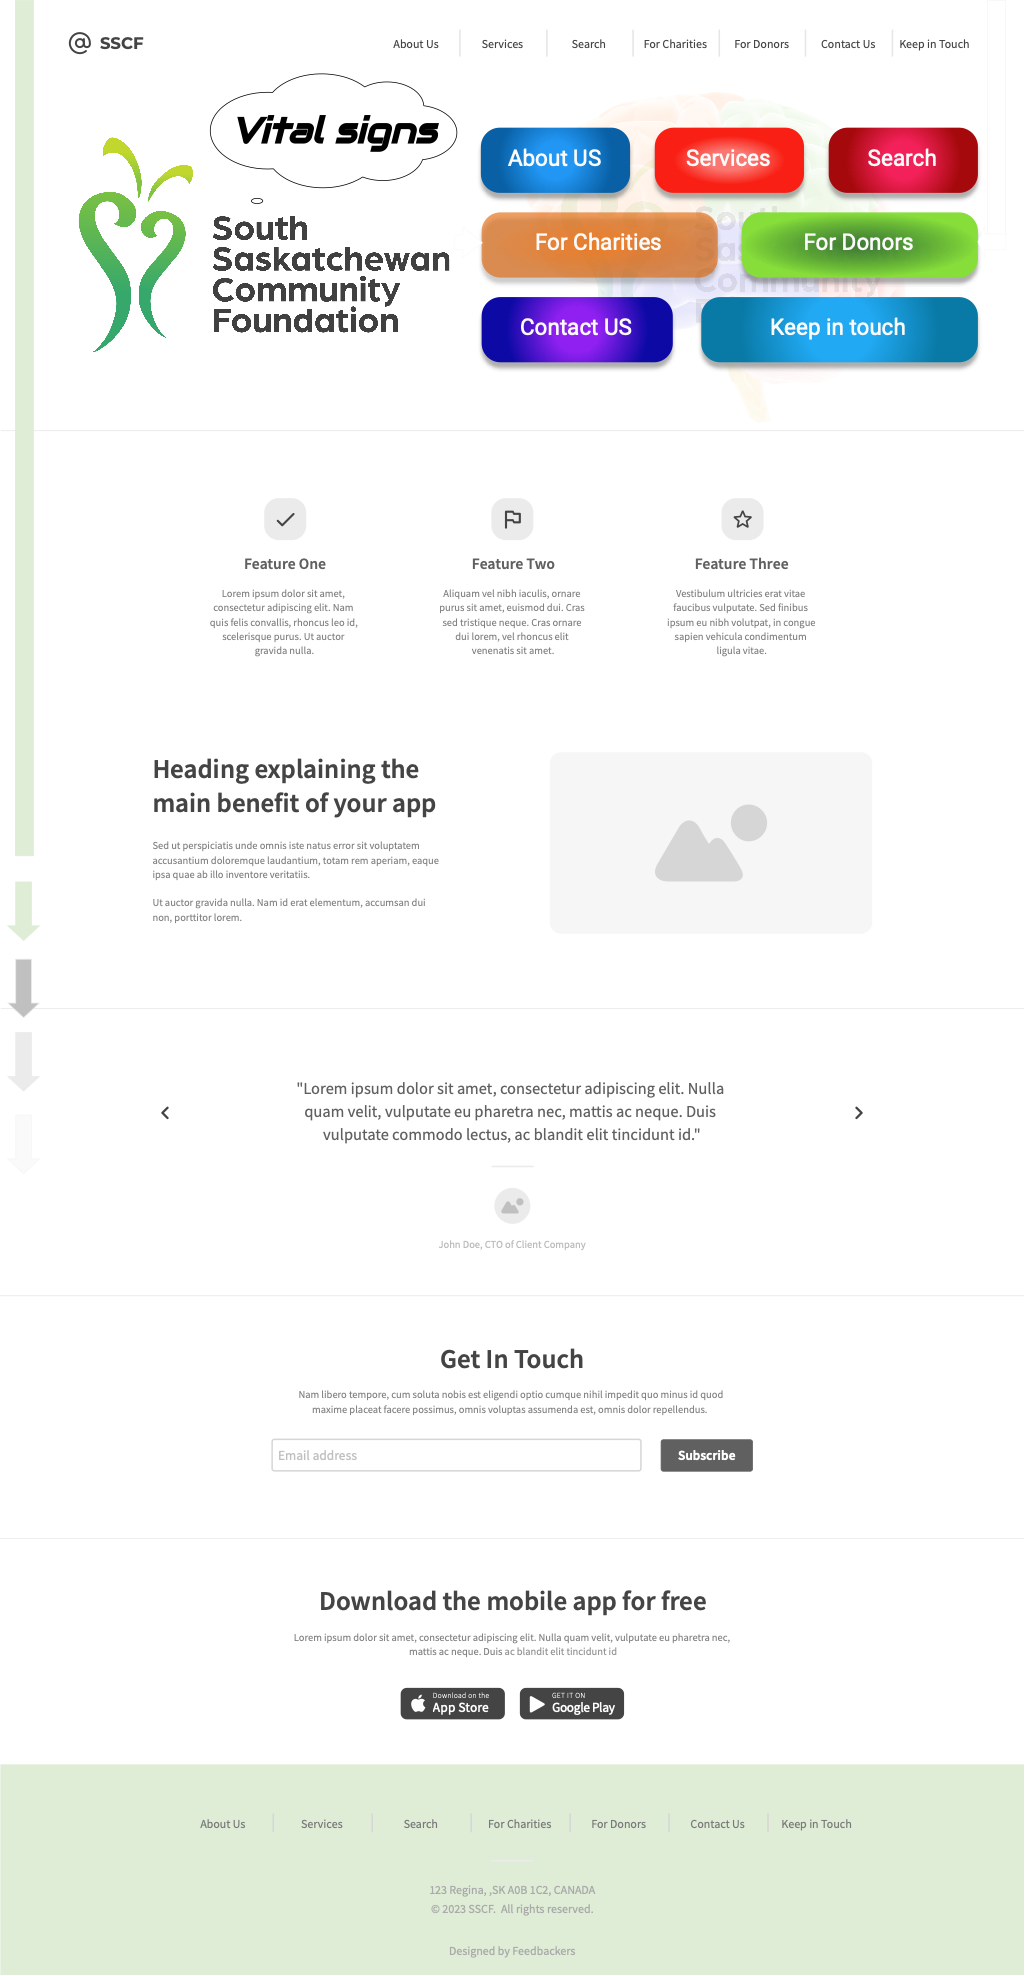 @ SSCF
About Us
Services
Search
For Charities
For Donors
Contact Us
Keep in Touch
Vital signs
South
Saskatchewan
Community
Foundation
About US
Services
Search
For Charities
For Donors
Contact US
Keep in touch
Feature One
Lorem ipsum dolor sit amet,
consectetur adipiscing elit. Nam
quis felis convallis, rhoncus leo id,
scelerisque purus. Ut auctor
gravida nulla.
Feature Two
Aliquam vel nibh iaculis, ornare
purus sit amet, euismod dui. Cras
sed tristique neque. Cras ornare
dui lorem, vel rhoncus elit
venenatis sit amet.
Feature Three
Vestibulum ultricies erat vitae
faucibus vulputate. Sed finibus
ipsum eu nibh volutpat, in congue
sapien vehicula condimentum
ligula vitae.
Heading explaining the
main benefit of your app
Sed ut perspiciatis unde omnis iste natus error sit voluptatem
accusantium doloremque laudantium, totam rem aperiam, eaque
ipsa quae ab illo inventore veritatiis.
Ut auctor gravida nulla. Nam id erat elementum, accumsan dui
non, porttitor lorem.
"Lorem ipsum dolor sit amet, consectetur adipiscing elit. Nulla
quam velit, vulputate eu pharetra nec, mattis ac neque. Duis
vulputate commodo lectus, ac blandit elit tincidunt id."
John Doe, CTO of Client Company
Get In Touch
Nam libero tempore, cum soluta nobis est eligendi optio cumque nihil impedit quo minus id quod
maxime placeat facere possimus, omnis voluptas assumenda est, omnis dolor repellendus.
Email address
Subscribe
Download the mobile app for free
Lorem ipsum dolor sit amet, consectetur adipiscing elit. Nulla quam velit, vulputate eu pharetra nec,
mattis ac neque. Duis ac blandit elit tincidunt id
Download on the
App Store
GET IT ON
Google Play
About Us
Services
Search
For Charities
For Donors
Contact Us
Keep in Touch
123 Regina, ,SK A0B 1C2, CANADA
© 2023 SSCF. All rights reserved.
Designed by Feedbackers